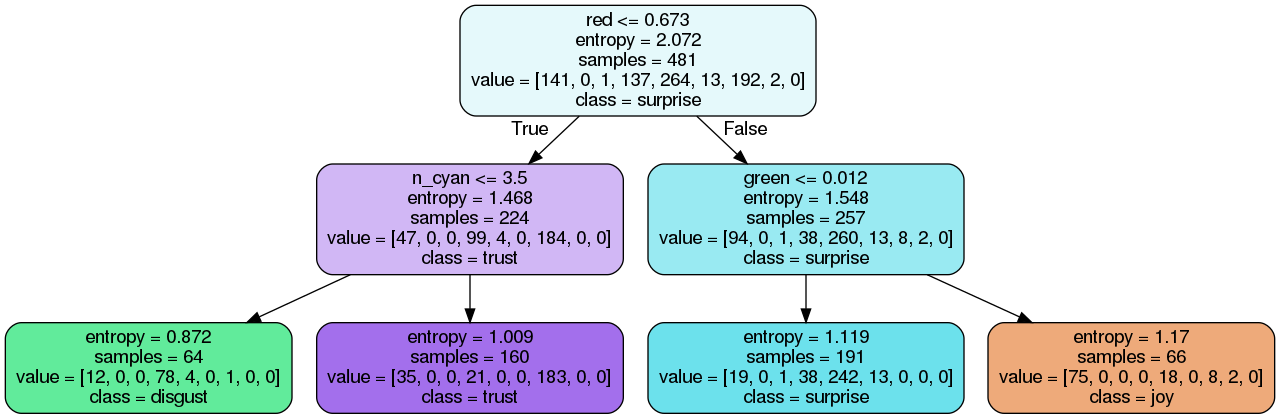 red <= 0.673
entropy = 2.072
samples = 481
value = [141, 0, 1, 137, 264, 13, 192, 2, 0]
class = surprise
True
False
n_cyan <= 3.5
entropy = 1.468
samples = 224
value = [47, 0, 0, 99, 4, 0, 184, 0, 0]
class = trust
green <= 0.012
entropy = 1.548
samples = 257
value = [94, 0, 1, 38, 260, 13, 8, 2, 0]
class = surprise
entropy = 0.872
samples = 64
value = [12, 0, 0, 78, 4, 0, 1, 0, 0]
class = disgust
entropy = 1.009
samples = 160
value = [35, 0, 0, 21, 0, 0, 183, 0, 0]
class = trust
entropy = 1.119
samples = 191
value = [19, 0, 1, 38, 242, 13, 0, 0, 0]
class = surprise
entropy = 1.17
samples = 66
value = [75, 0, 0, 0, 18, 0, 8, 2, 0]
class = joy